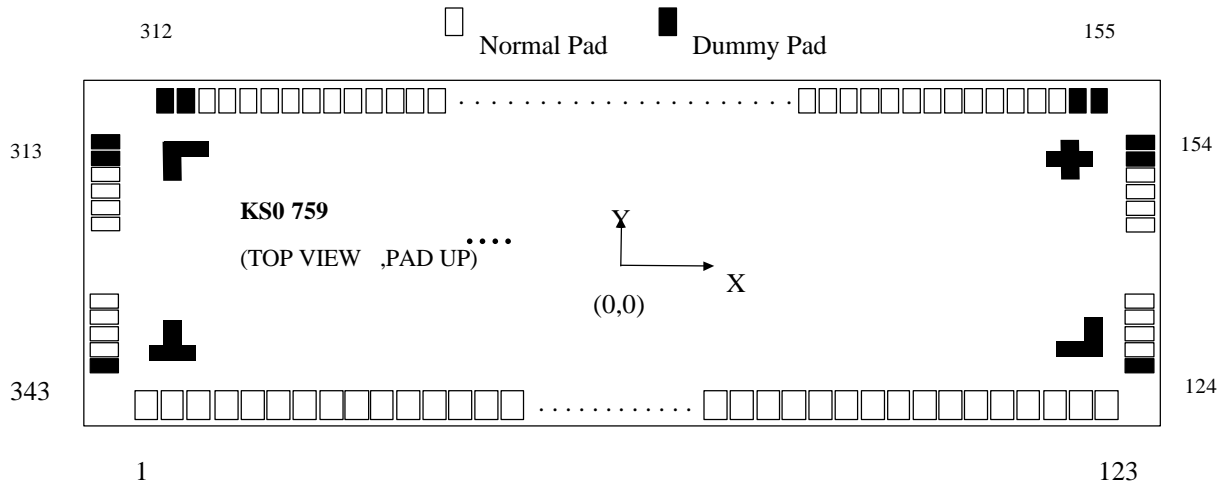 312 Normal Pad Dummy Pad 155
313 154
KS0 759
(TOP VIEW ,PAD UP)
Y
X
(0,0)
343 124
1 123